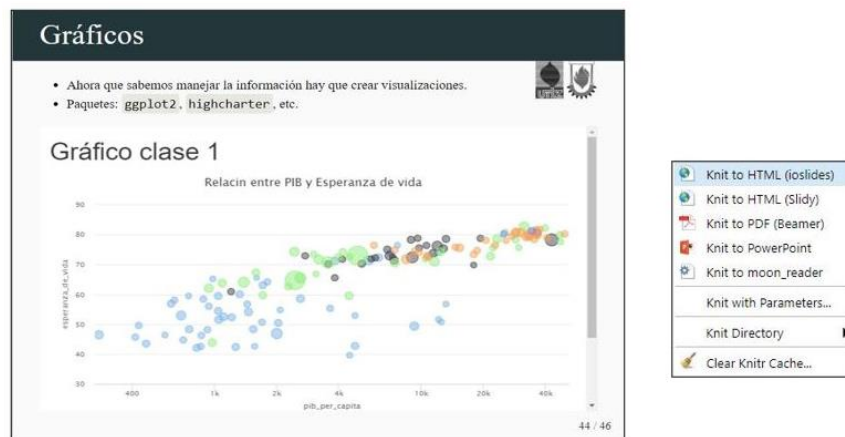 Gráficos
• Ahora que sabemos manejar la información hay que crear visualizaciones.
• Paquetes: ggplot2, highcharter, etc.
Gráfico clase 1
Relacin entre PIB y Esperanza de vida
90
80
70
60
50
40
30
esperanza_de_vida
400
1k
2k
4k
10k
20k
40k
pib_per_capita
44 / 46
Knit to HTML (ioslides)
Knit to HTML (Slidy)
Knit to PDF (Beamer)
Knit to PowerPoint
Knit to moon_reader
Knit with Parameters...
Knit Directory
Clear Knitr Cache...